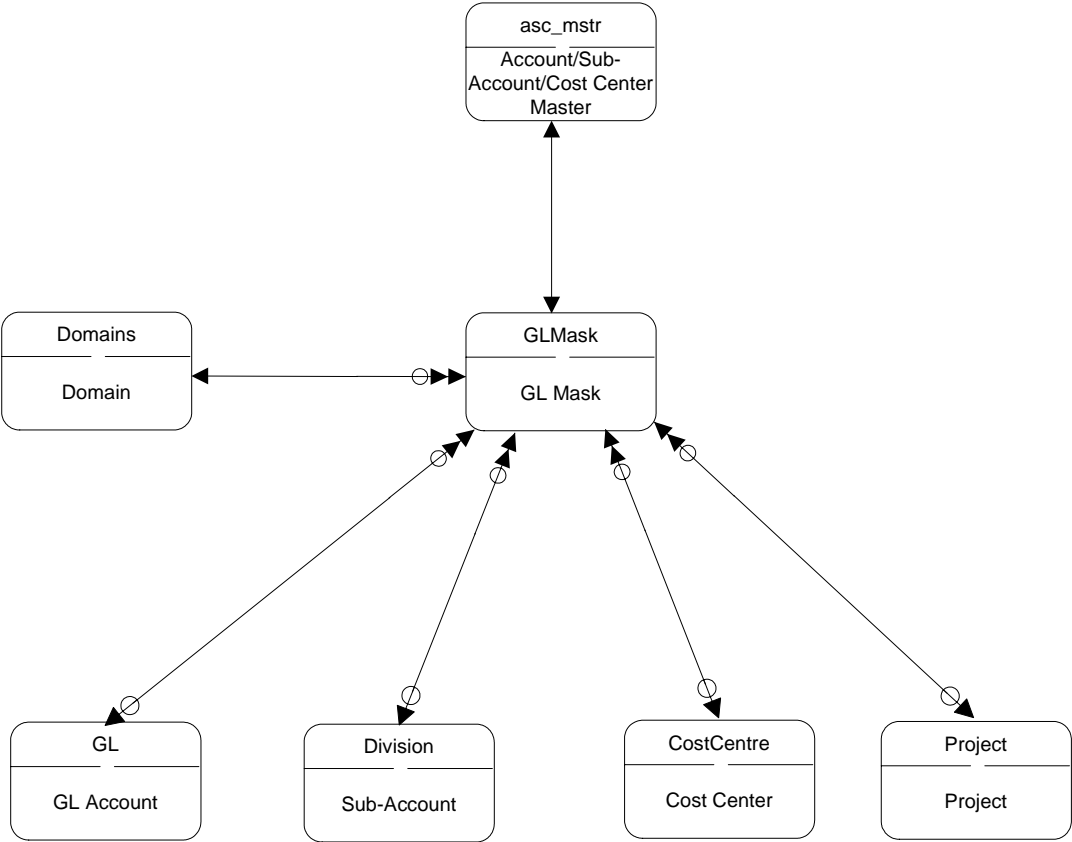 asc_mstr
Account/Sub-
Account/Cost Center
Master
Domains
Domain
GLMask
GL Mask
GL
GL Account
Division
Sub-Account
CostCentre
Cost Center
Project
Project